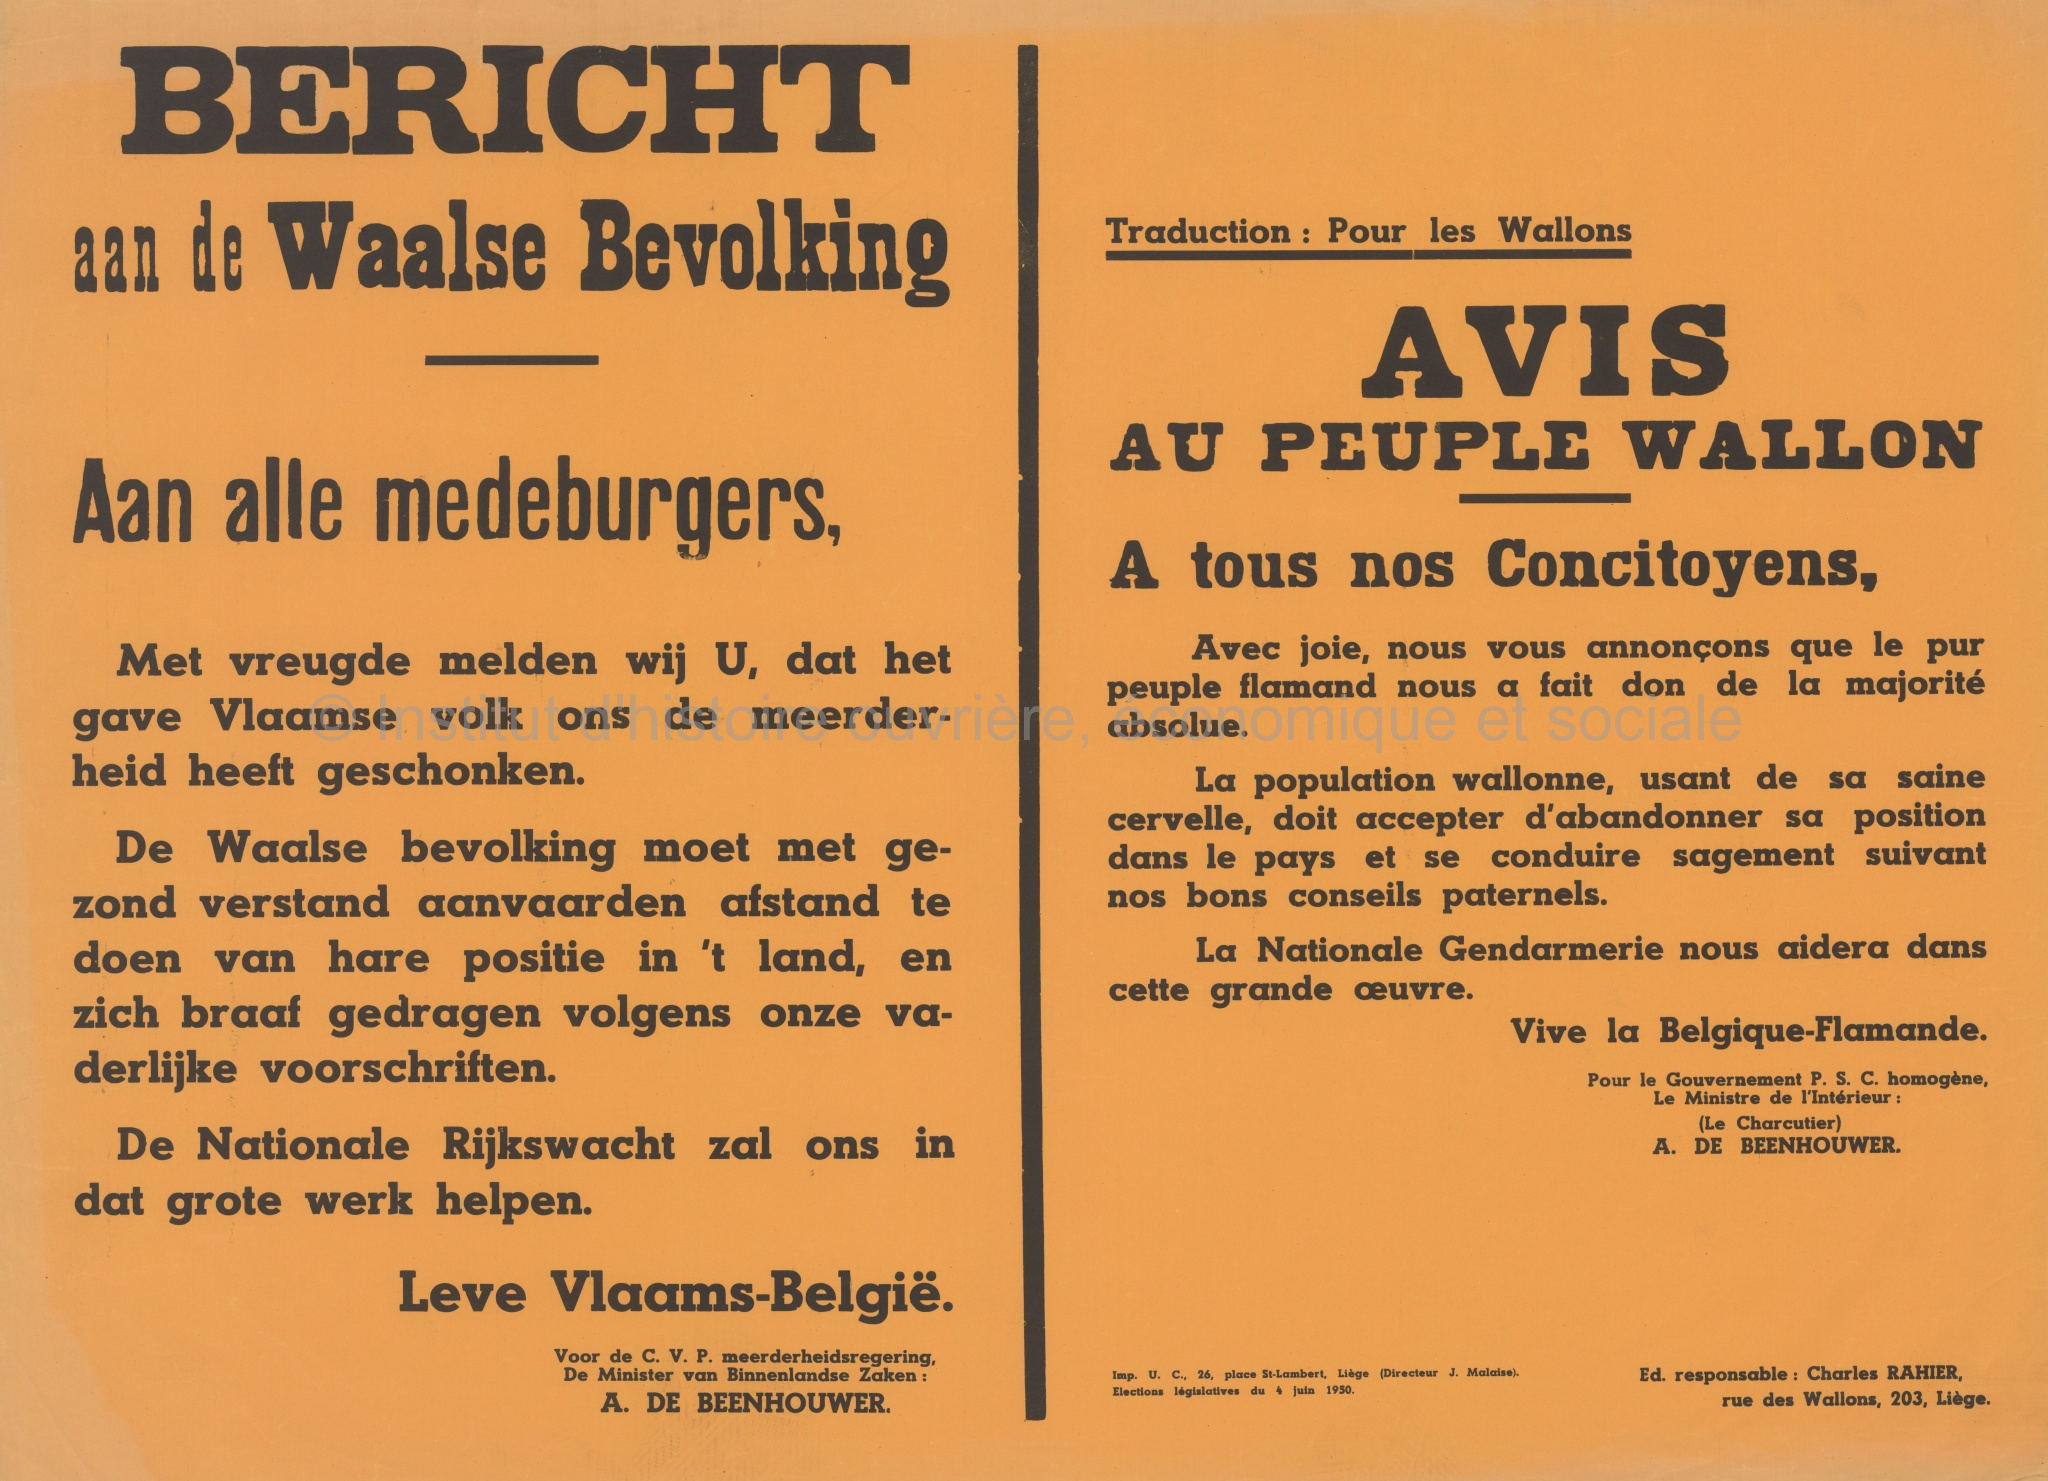 BERICHT
aan de Waalse Bevolking
Aan alle medeburgers,
Met vreugde melden wij U, dat het
gave Vlaamse volk ons de meerder-
heid heeft geschonken.
De Waalse bevolking moet met ge-
zond verstand aanvaarden afstand te
doen van hare positie in 't land, en
zich braaf gedragen volgens onze va-
derlijke voorschriften.
De Nationale Rijkswacht zal ons in
dat grote werk helpen.
Leve Vlaams-België.
Voor de C. V. P. meerderheidsregering,
De Minister van Binnenlandse Zaken :
A. DE BEENHOUWER.
Traduction : Pour les Wallons
AVIS
AU PEUPLE WALLON
A tous nos Concitoyens,
Avec joie, nous vous annonçons que le pur
peuple flamand nous a fait don de la majorité
absolue.
La population wallonne, usant de sa saine
cervelle, doit accepter d'abandonner sa position
dans le pays et se conduire sagement suivant
nos bons conseils paternels.
La Nationale Gendarmerie nous aidera dans
cette grande œuvre.
Vive la Belgique-Flamande.
Pour le Gouvernement P. S. C. homogène,
Le Ministre de l'Intérieur :
(Le Charcutier)
A. DE BEENHOUWER.
Imp. U. C., 26, place St-Lambert, Liège (Directeur J. Malaise).
Elections législatives du 4 juin 1950.
Ed. responsable : Charles RAHIER,
rue des Wallons, 203, Liège.
© Institut d'histoire ouvrière, économique et sociale